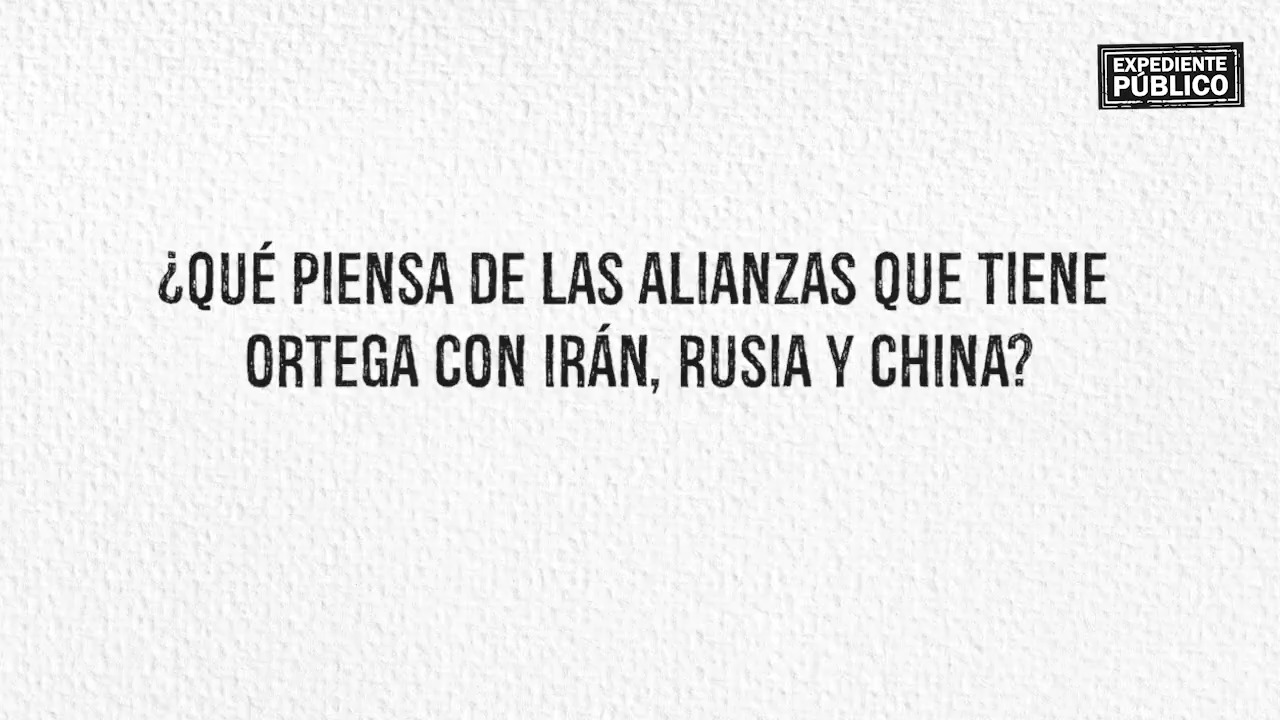 EXPEDIENTE
PÚBLICO
¿QUÉ PIENSA DE LAS ALIANZAS QUE TIENE
ORTEGA CON IRÁN, RUSIA Y CHINA?